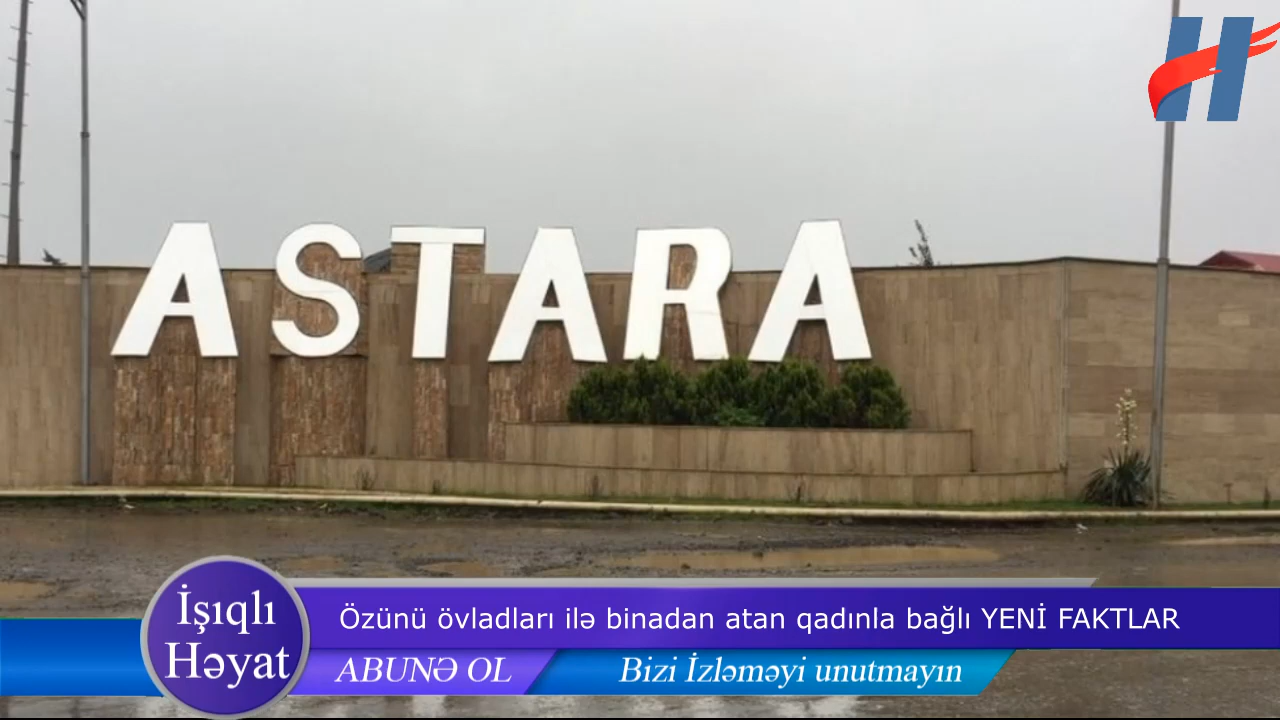 ASTARA
H
İşıqlı
Həyat
Özünü övladları ilə binadan atan qadınla bağlı YENİ FAKTLAR
ABUNƏ OL
Bizi İzləməyi unutmayın